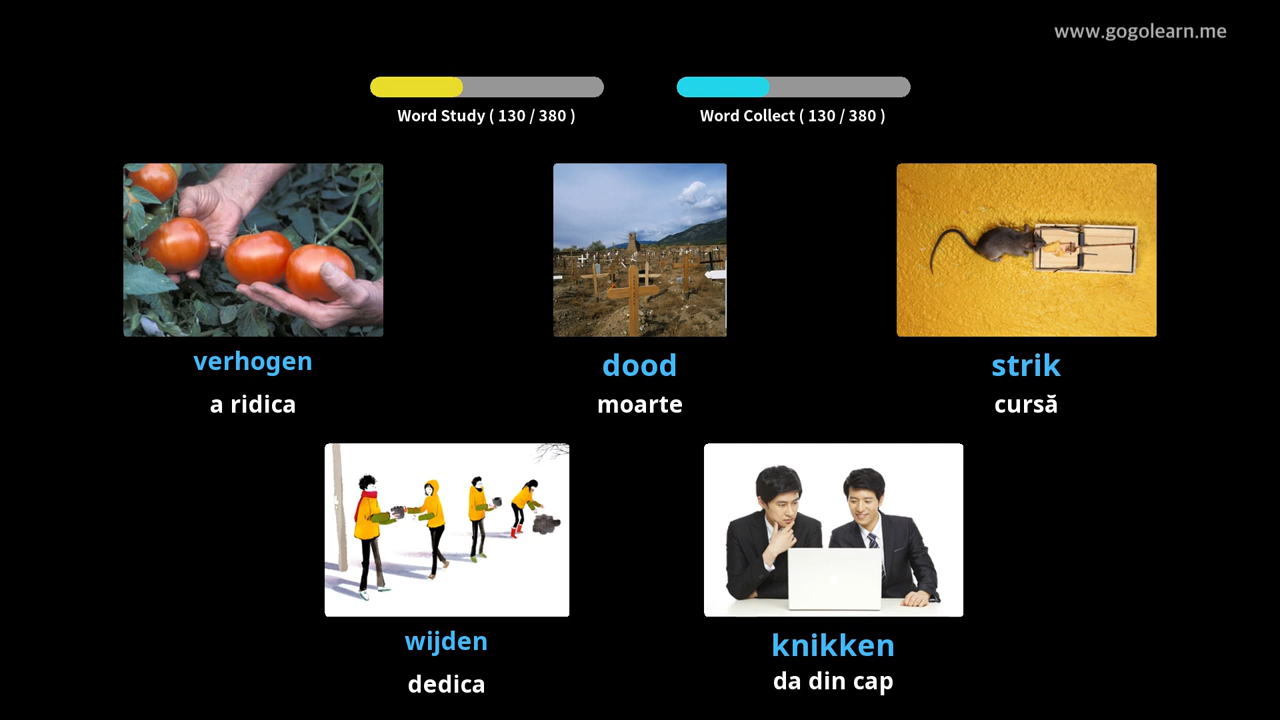 www.gogolearn.me
Word Study ( 130 / 380 )
Word Collect ( 130 / 380 )
verhogen
a ridica
dood
moarte
strik
cursă
wijden
dedica
knikken
da din cap